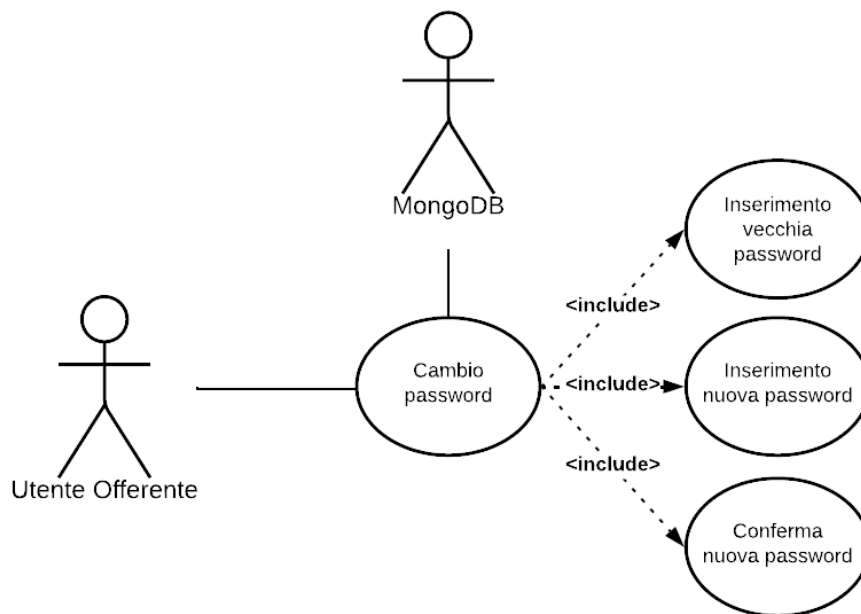 MongoDB
Inserimento
vecchia
password
<include>
Cambio
password
<include>
Inserimento
nuova password
<include>
Utente Offerente
Conferma
nuova password